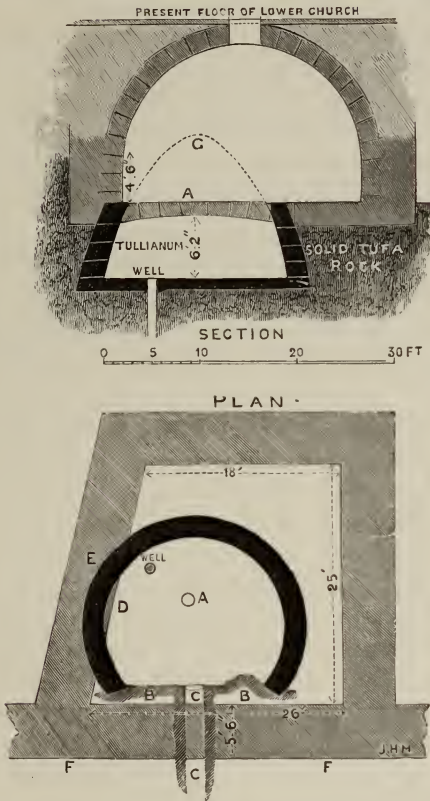 PRESENT FLOOR OF LOWER CHURCH
G
4.6"
A
TULLIANUM
6.2"
SOLID TUFA
ROCK
WELL
SECTION
0 5 10 20 30 FT
PLAN.
18'
E
WELL
D
A
25'
B C B
26'
5.6"
J.H.M
F F
C